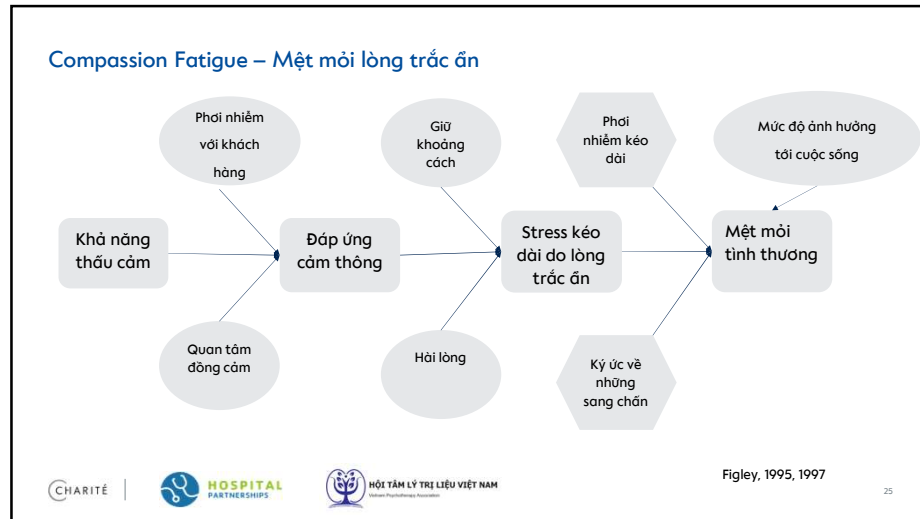 Compassion Fatigue – Mệt mỏi lòng trắc ẩn
Phơi nhiễm
với khách
hàng
Giữ
khoảng
cách
Phơi
nhiễm kéo
dài
Mức độ ảnh hưởng
tới cuộc sống
Khả năng
thấu cảm
Đáp ứng
cảm thông
Stress kéo
dài do lòng
trắc ẩn
Mệt mỏi
tình thương
Quan tâm
đồng cảm
Hài lòng
Ký ức về
những
sang chấn
CHARITÉ
HOSPITAL
PARTNERSHIPS
HỘI TÂM LÝ TRỊ LIỆU VIỆT NAM
Vietnam Psychotherapy Association
Figley, 1995, 1997
25